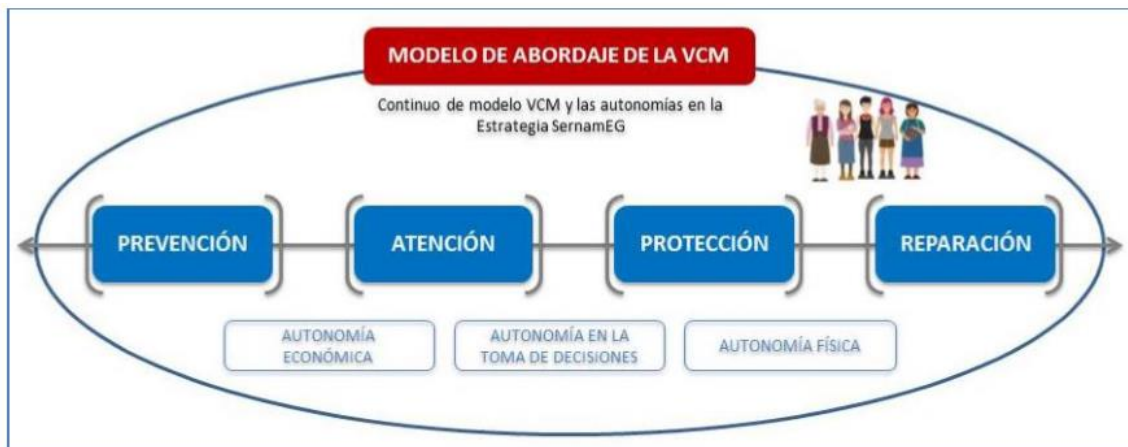 MODELO DE ABORDAJE DE LA VCM
Continuo de modelo VCM y las autonomías en la
Estrategia SernamEG
PREVENCIÓN
ATENCIÓN
PROTECCIÓN
REPARACIÓN
AUTONOMÍA
ECONÓMICA
AUTONOMÍA EN LA
TOMA DE DECISIONES
AUTONOMÍA FÍSICA